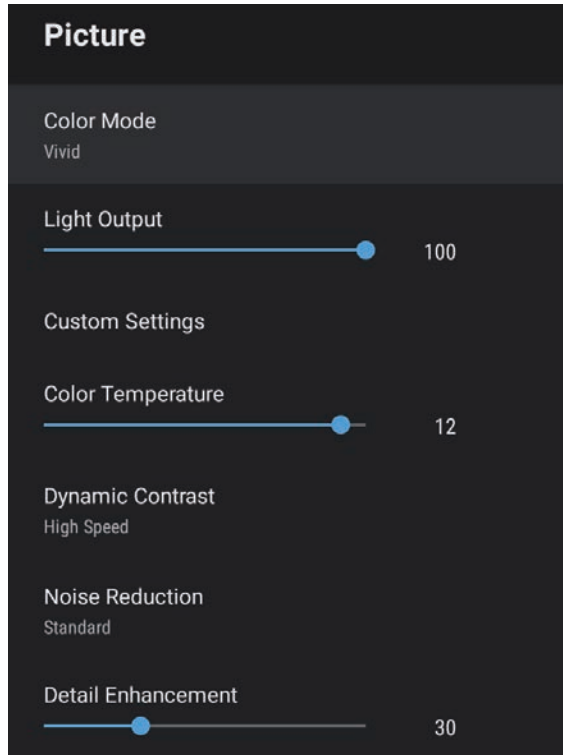 Picture
Color Mode
Vivid
Light Output
100
Custom Settings
Color Temperature
12
Dynamic Contrast
High Speed
Noise Reduction
Standard
Detail Enhancement
30